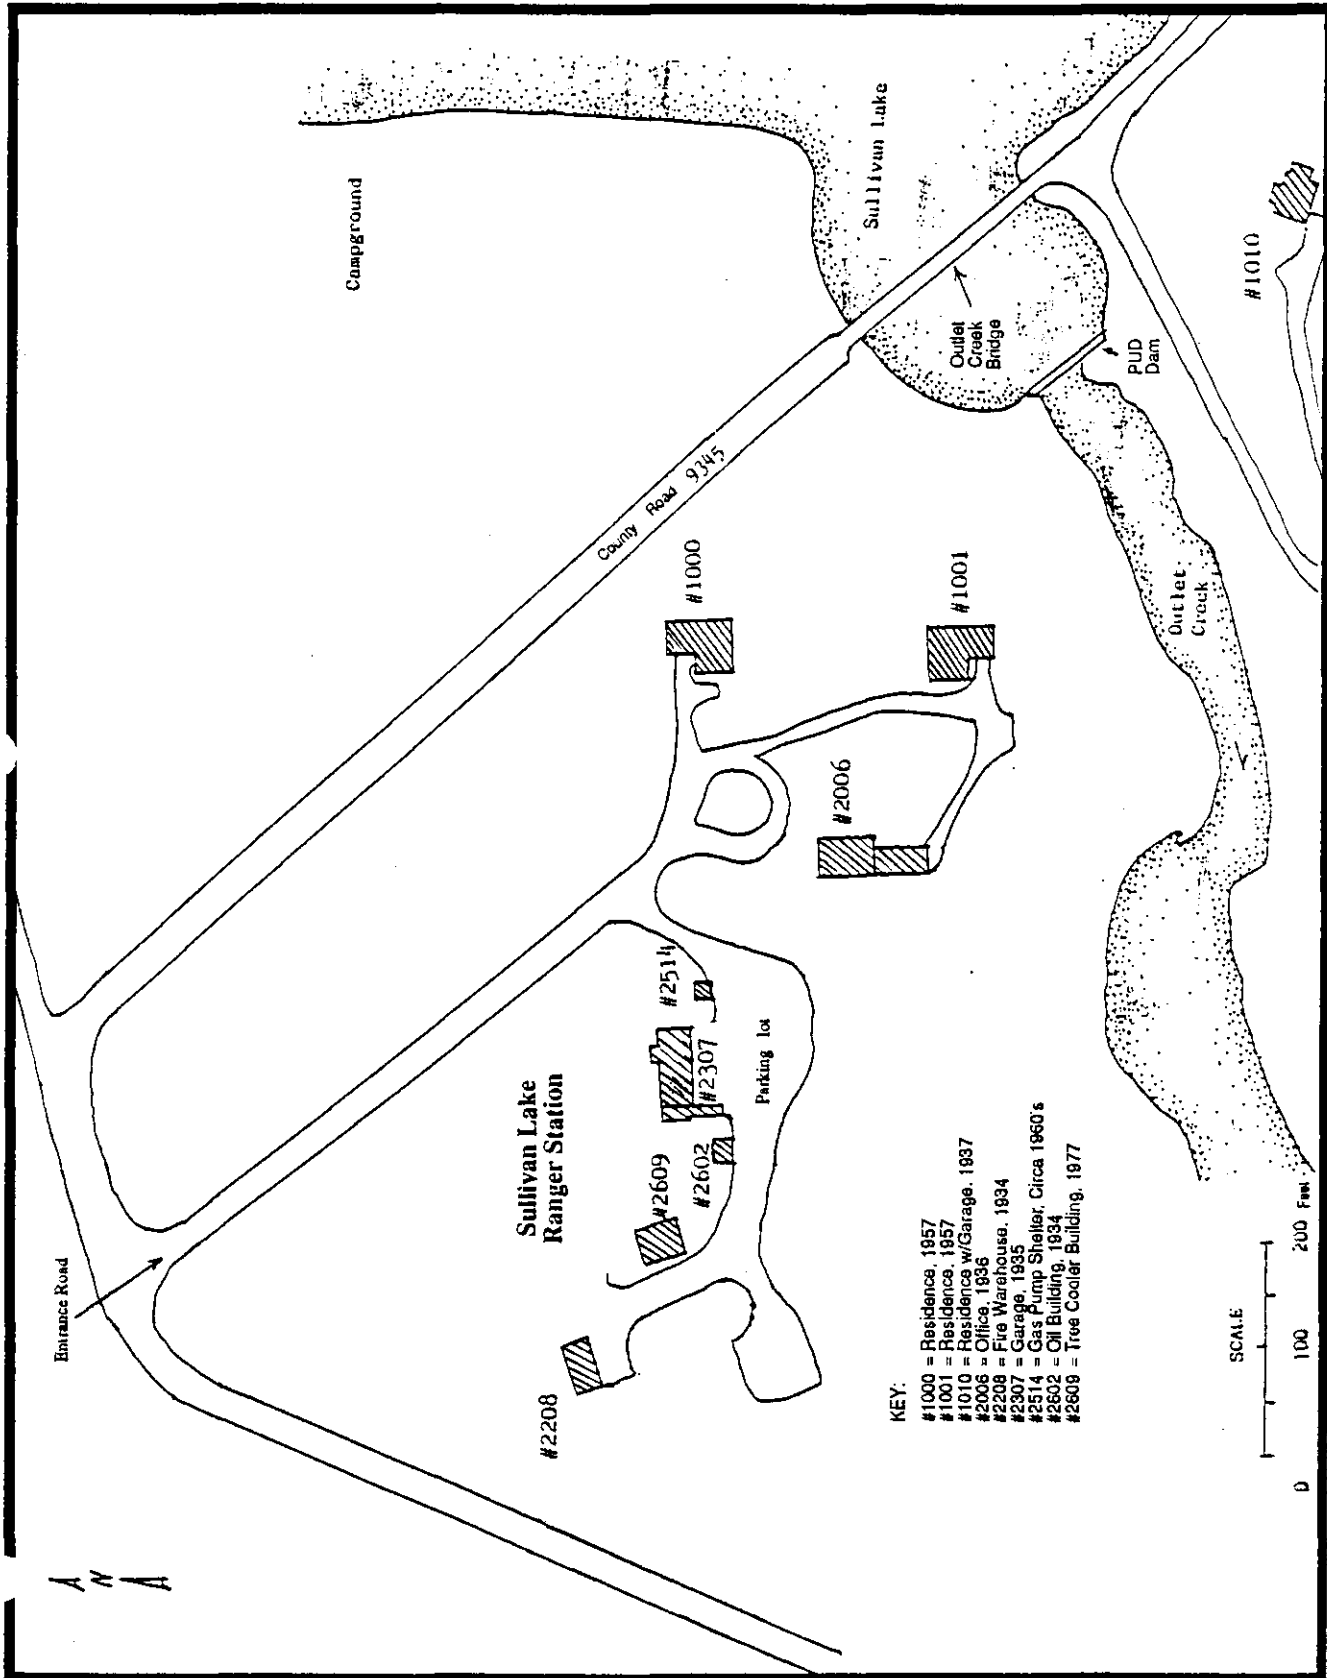 N
Entrance Road
Campground
Sullivan Lake
County Road 9345
Outlet
Creek
Bridge
PUD
Dam
#1010
#1000
#1001
#2006
Outlet
Creek
Sullivan Lake
Ranger Station
#2514
#2307
Parking lot
#2609
#2602
#2208
KEY:
#1000 = Residence, 1957
#1001 = Residence, 1957
#1010 = Residence w/Garage, 1937
#2006 = Office, 1936
#2208 = Fire Warehouse, 1934
#2307 = Garage, 1935
#2514 = Gas Pump Shelter, Circa 1960's
#2602 = Oil Building, 1934
#2609 = Tree Cooler Building, 1977
SCALE
0 100 200 Feet